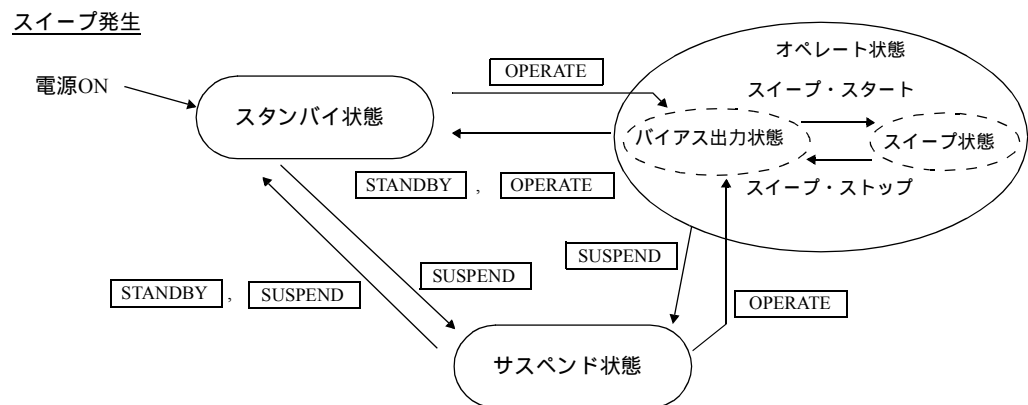 スイープ発生
電源ON
スタンバイ状態
OPERATE
オペレート状態
スイープ・スタート
バイアス出力状態
スイープ状態
スイープ・ストップ
STANDBY , OPERATE
SUSPEND
SUSPEND
STANDBY , SUSPEND
OPERATE
サスペンド状態